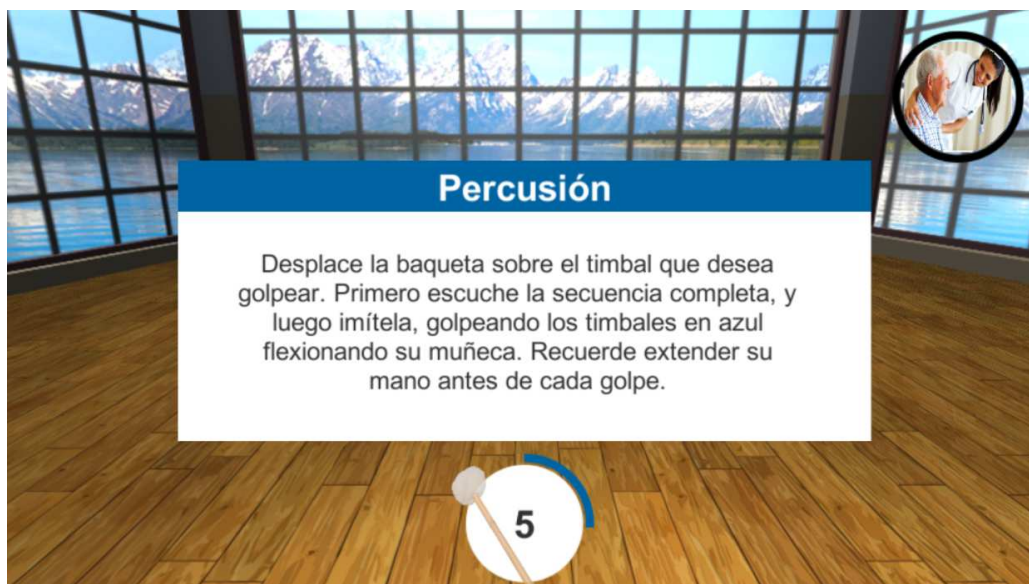 Percusión
Desplace la baqueta sobre el timbal que desea
golpear. Primero escuche la secuencia completa, y
luego imítela, golpeando los timbales en azul
flexionando su muñeca. Recuerde extender su
mano antes de cada golpe.
5